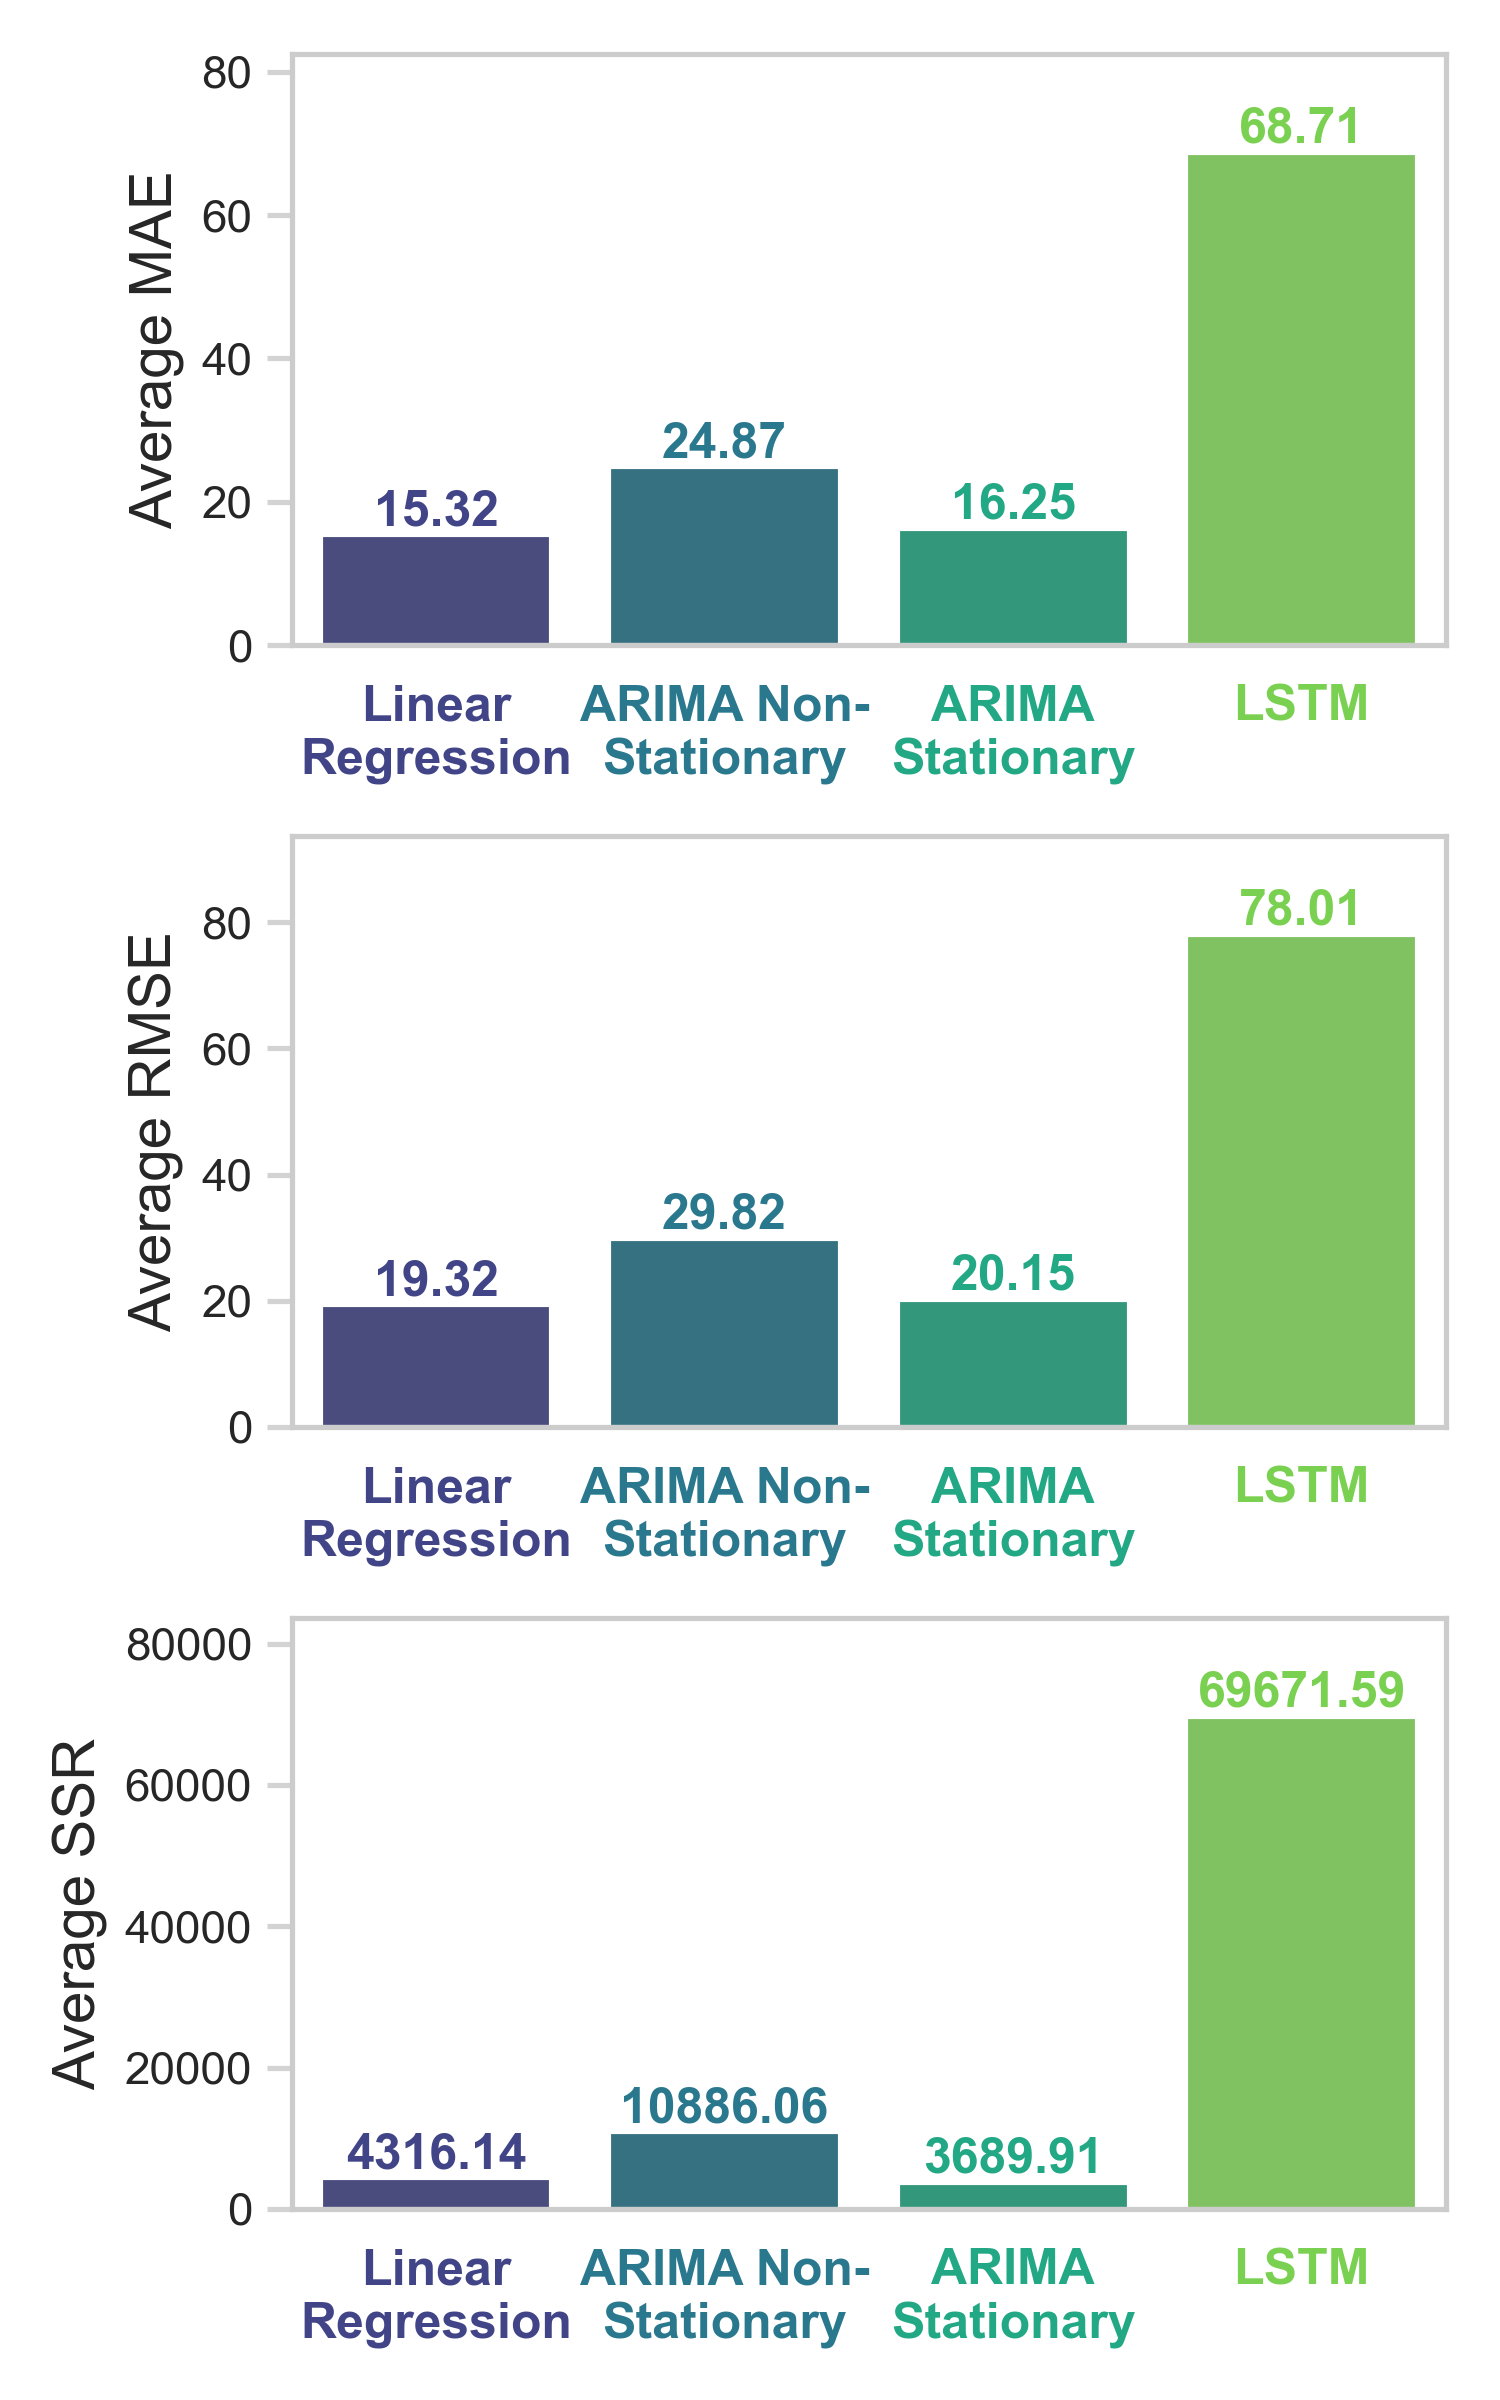 Average MAE
80
60
40
20
0
15.32
24.87
16.25
68.71
Linear
Regression
ARIMA Non-
Stationary
ARIMA
Stationary
LSTM
Average RMSE
80
60
40
20
0
19.32
29.82
20.15
78.01
Linear
Regression
ARIMA Non-
Stationary
ARIMA
Stationary
LSTM
Average SSR
80000
60000
40000
20000
0
4316.14
10886.06
3689.91
69671.59
Linear
Regression
ARIMA Non-
Stationary
ARIMA
Stationary
LSTM